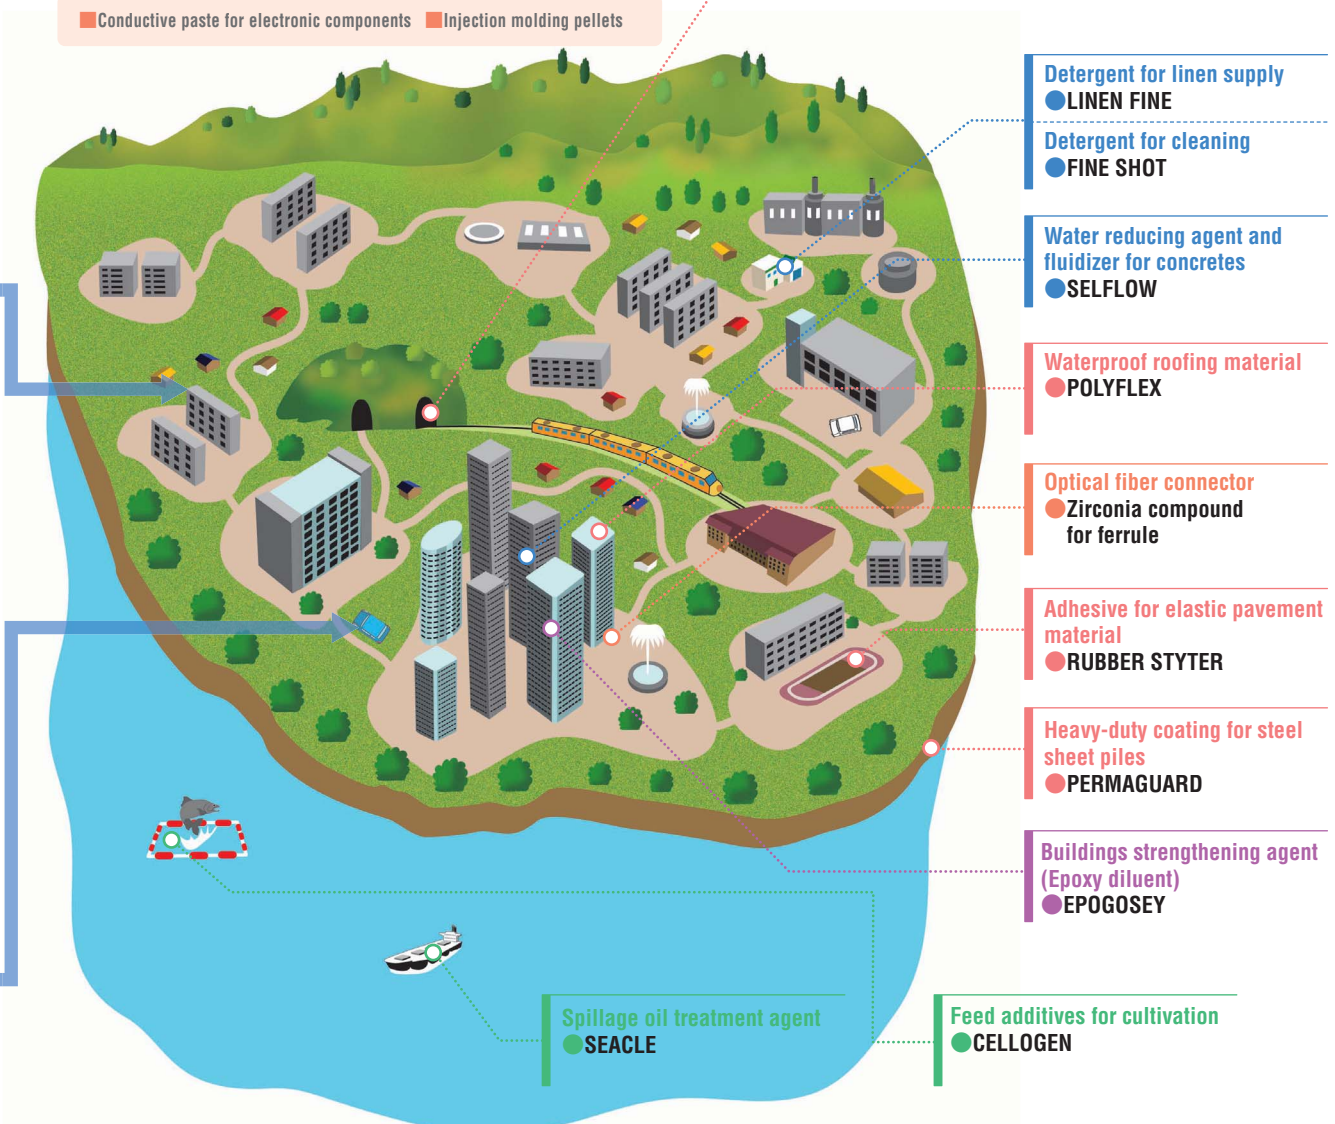 ■Conductive paste for electronic components ■Injection molding pellets
Detergent for linen supply
●LINEN FINE
Detergent for cleaning
●FINE SHOT
Water reducing agent and
fluidizer for concretes
●SELFLOW
Waterproof roofing material
●POLYFLEX
Optical fiber connector
●Zirconia compound
for ferrule
Adhesive for elastic pavement
material
●RUBBER STYTER
Heavy-duty coating for steel
sheet piles
●PERMAGUARD
Buildings strengthening agent
(Epoxy diluent)
●EPOGOSEY
Spillage oil treatment agent
●SEACLE
Feed additives for cultivation
●CELLOGEN